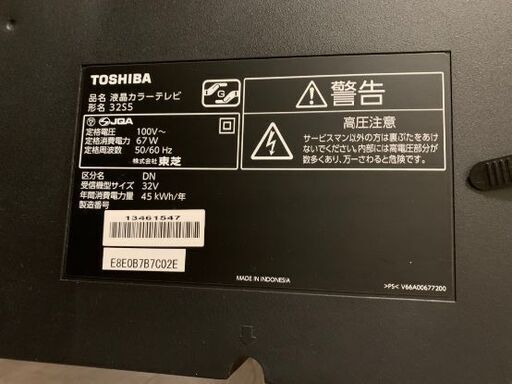 TOSHIBA
品名 液晶カラーテレビ
形名 32S5
JQA
定格電圧 100V～
定格消費電力 67W
定格周波数 50/60 Hz
株式会社 東芝
G
警告
高圧注意
サービスマン以外の方は裏ぶたをあけ
ないでください。内部には高電圧部分が
数多くあり、万一さわると危険です。
区分名 DN
受信機型サイズ 32V
年間消費電力量 45 kWh/年
製造番号
13461547
E8E0B7B7C02E
MADE IN INDONESIA
>PS< V66A00677200